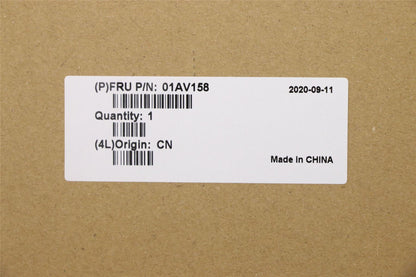 (P)FRU P/N: 01AV158 2020-09-11
Quantity: 1
(4L)Origin: CN
Made in CHINA